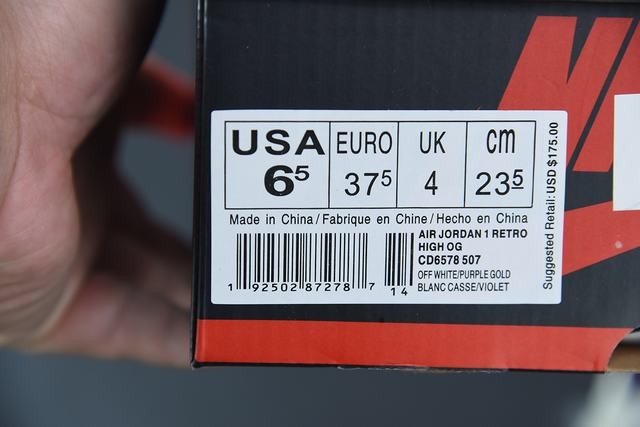 USA EURO UK cm
6⁵ 37⁵ 4 23⁵
Made in China/Fabrique en Chine/Hecho en China
AIR JORDAN 1 RETRO
HIGH OG
CD6578 507
OFF WHITE/PURPLE GOLD
BLANC CASSE/VIOLET
1 92502 87278 7 14
Suggested Retail: USD $175.00